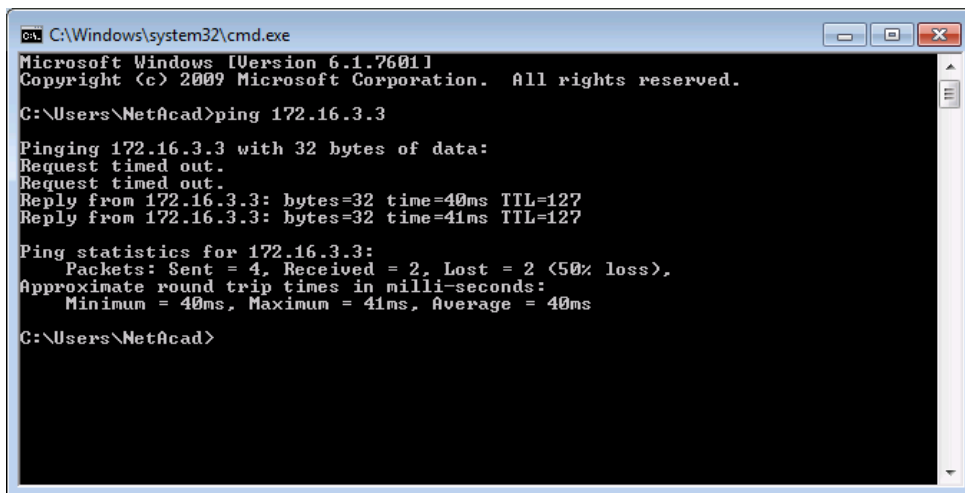 C:\Windows\system32\cmd.exe
Microsoft Windows [Version 6.1.7601]
Copyright (c) 2009 Microsoft Corporation.  All rights reserved.
C:\Users\NetAcad>ping 172.16.3.3
Pinging 172.16.3.3 with 32 bytes of data:
Request timed out.
Request timed out.
Reply from 172.16.3.3: bytes=32 time=40ms TTL=127
Reply from 172.16.3.3: bytes=32 time=41ms TTL=127
Ping statistics for 172.16.3.3:
    Packets: Sent = 4, Received = 2, Lost = 2 (50% loss),
Approximate round trip times in milli-seconds:
    Minimum = 40ms, Maximum = 41ms, Average = 40ms
C:\Users\NetAcad>